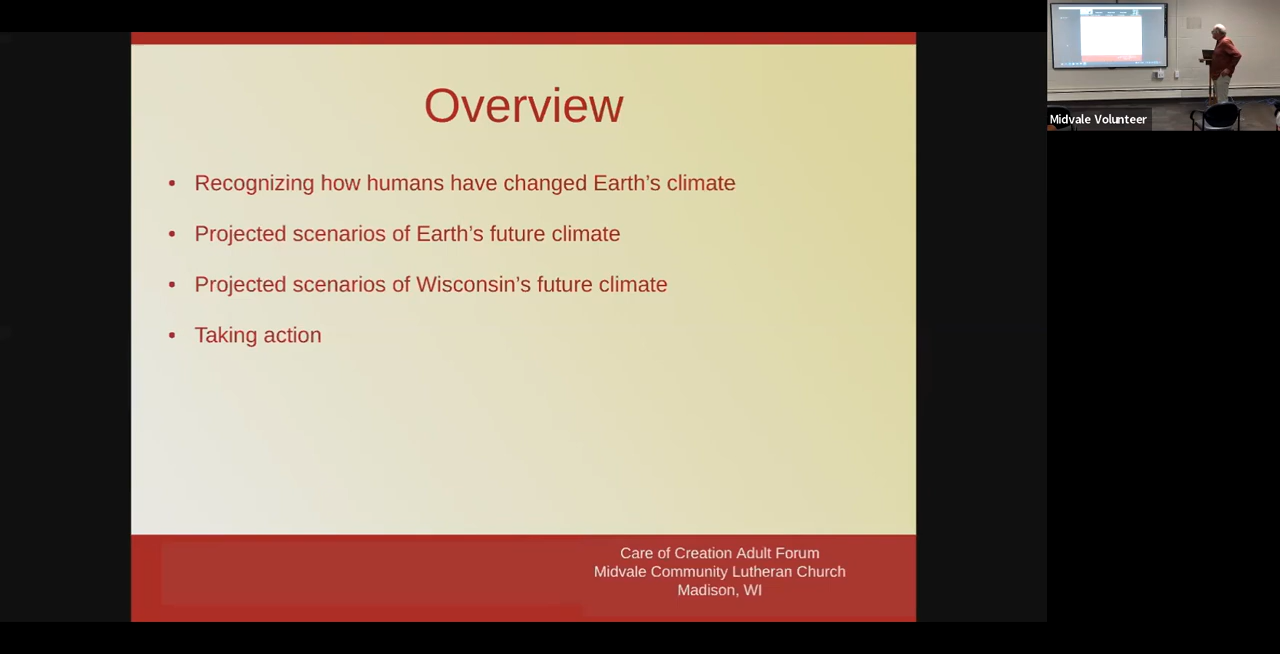 Overview
• Recognizing how humans have changed Earth’s climate
• Projected scenarios of Earth’s future climate
• Projected scenarios of Wisconsin’s future climate
• Taking action
Care of Creation Adult Forum
Midvale Community Lutheran Church
Madison, WI
Midvale Volunteer